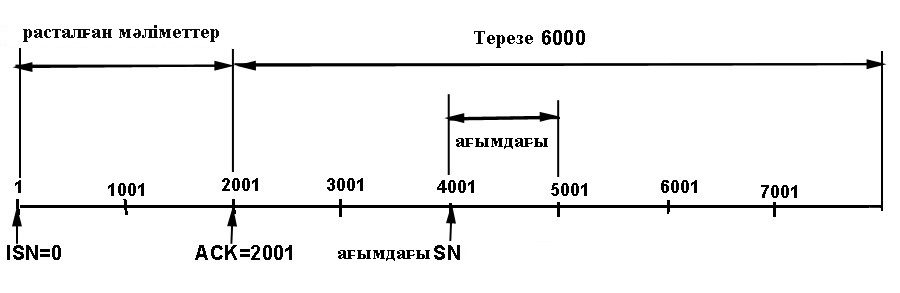 расталған мәліметтер
Терезе 6000
ағымдағы
1 1001 2001 3001 4001 5001 6001 7001
ISN=0 ACK=2001 ағымдағы SN